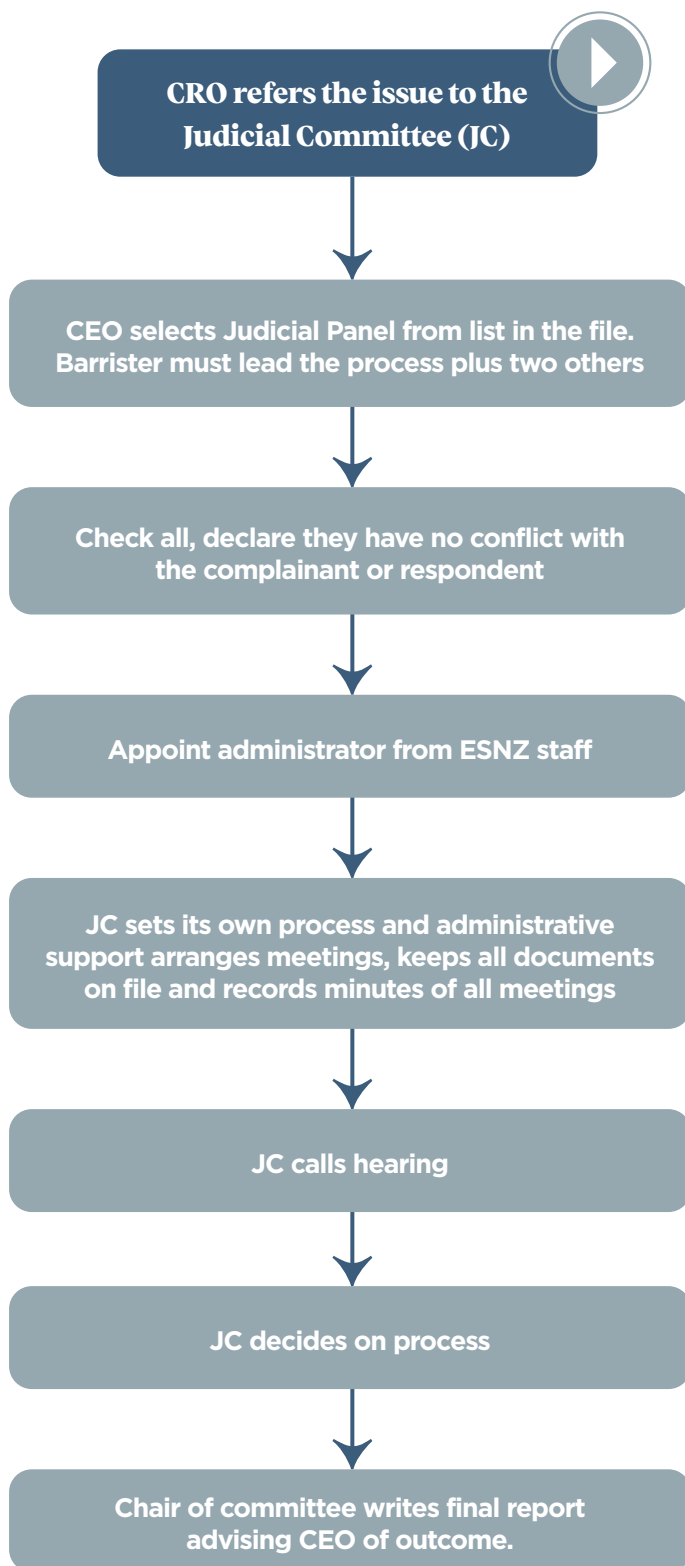 CRO refers the issue to the
Judicial Committee (JC)
CEO selects Judicial Panel from list in the file.
Barrister must lead the process plus two others
Check all, declare they have no conflict with
the complainant or respondent
Appoint administrator from ESNZ staff
JC sets its own process and administrative
support arranges meetings, keeps all documents
on file and records minutes of all meetings
JC calls hearing
JC decides on process
Chair of committee writes final report
advising CEO of outcome.